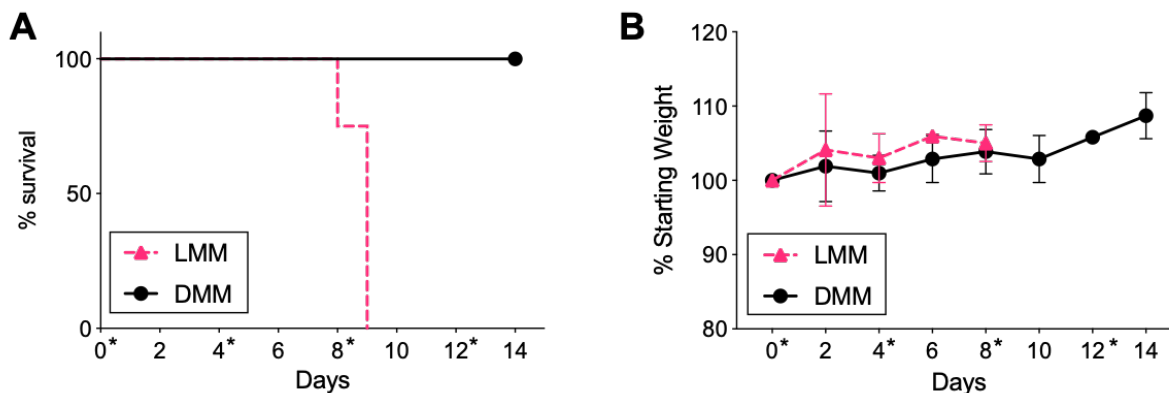 A
% survival
100
50
0
LMM
DMM
0* 2 4* 6 8* 10 12* 14
Days
B
% Starting Weight
120
110
100
90
80
LMM
DMM
0* 2 4* 6 8* 10 12* 14
Days